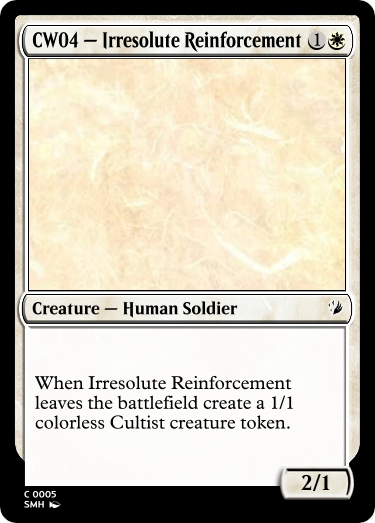 CW04 — Irresolute Reinforcement 1
Creature — Human Soldier
When Irresolute Reinforcement
leaves the battlefield create a 1/1
colorless Cultist creature token.
2/1
C 0005
SMH